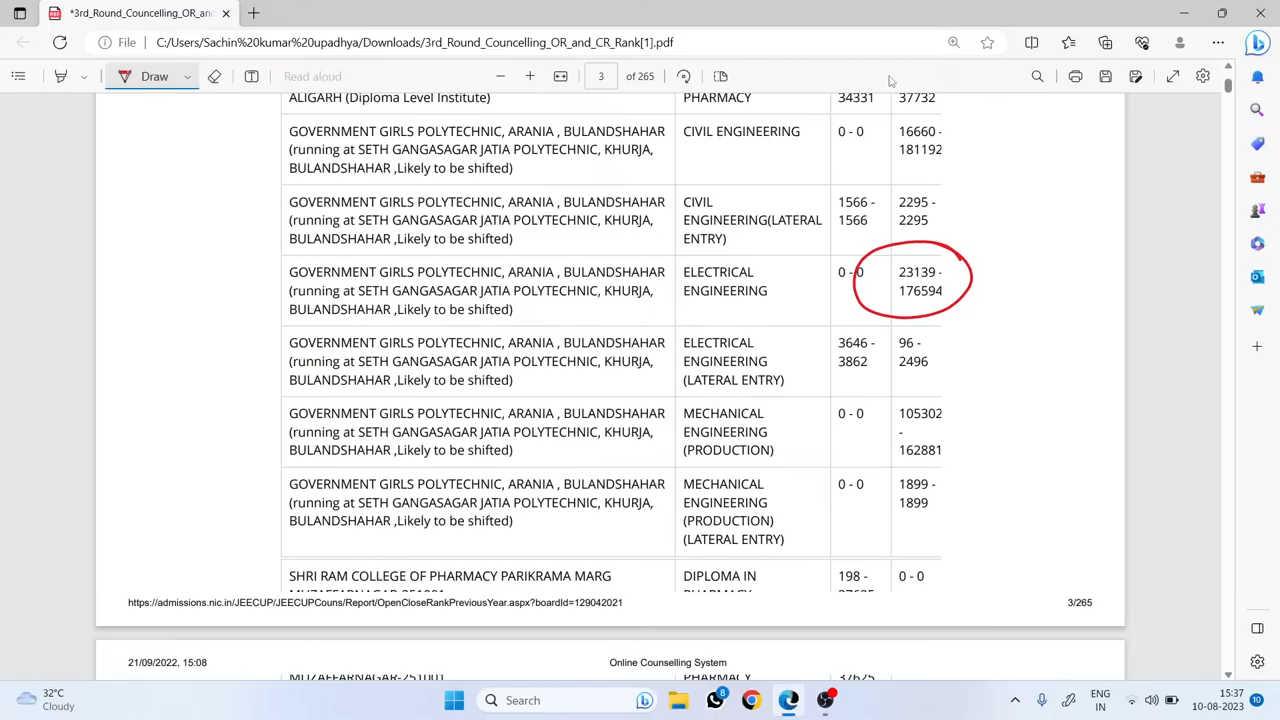 *3rd_Round_Councelling_OR_and
File
C:/Users/Sachin%20kumar%20upadhya/Downloads/3rd_Round_Councelling_OR_and_CR_Rank[1].pdf
Draw
Read aloud
3
of 265
ALIGARH (Diploma Level Institute)
PHARMACY
34331
37732
GOVERNMENT GIRLS POLYTECHNIC, ARANIA , BULANDSHAHAR
(running at SETH GANGASAGAR JATIA POLYTECHNIC, KHURJA,
BULANDSHAHAR ,Likely to be shifted)
CIVIL ENGINEERING
0 - 0
16660 -
181192
GOVERNMENT GIRLS POLYTECHNIC, ARANIA , BULANDSHAHAR
(running at SETH GANGASAGAR JATIA POLYTECHNIC, KHURJA,
BULANDSHAHAR ,Likely to be shifted)
CIVIL
ENGINEERING(LATERAL
ENTRY)
1566 -
1566
2295 -
2295
GOVERNMENT GIRLS POLYTECHNIC, ARANIA , BULANDSHAHAR
(running at SETH GANGASAGAR JATIA POLYTECHNIC, KHURJA,
BULANDSHAHAR ,Likely to be shifted)
ELECTRICAL
ENGINEERING
0 - 0
23139 -
176594
GOVERNMENT GIRLS POLYTECHNIC, ARANIA , BULANDSHAHAR
(running at SETH GANGASAGAR JATIA POLYTECHNIC, KHURJA,
BULANDSHAHAR ,Likely to be shifted)
ELECTRICAL
ENGINEERING
(LATERAL ENTRY)
3646 -
3862
96 -
2496
GOVERNMENT GIRLS POLYTECHNIC, ARANIA , BULANDSHAHAR
(running at SETH GANGASAGAR JATIA POLYTECHNIC, KHURJA,
BULANDSHAHAR ,Likely to be shifted)
MECHANICAL
ENGINEERING
(PRODUCTION)
0 - 0
105302
-
162881
GOVERNMENT GIRLS POLYTECHNIC, ARANIA , BULANDSHAHAR
(running at SETH GANGASAGAR JATIA POLYTECHNIC, KHURJA,
BULANDSHAHAR ,Likely to be shifted)
MECHANICAL
ENGINEERING
(PRODUCTION)
(LATERAL ENTRY)
0 - 0
1899 -
1899
SHRI RAM COLLEGE OF PHARMACY PARIKRAMA MARG
MUZAFFARNAGAR-251001
DIPLOMA IN
PHARMACY
198 -
37625
0 - 0
https://admissions.nic.in/JEECUP/JEECUPCouns/Report/OpenCloseRankPreviousYear.aspx?boardId=129042021
3/265
21/09/2022, 15:08
Online Counselling System
MUZAFFARNAGAR-251001
PHARMACY
37625
32°C
Cloudy
Search
8
ENG
IN
15:37
10-08-2023
10